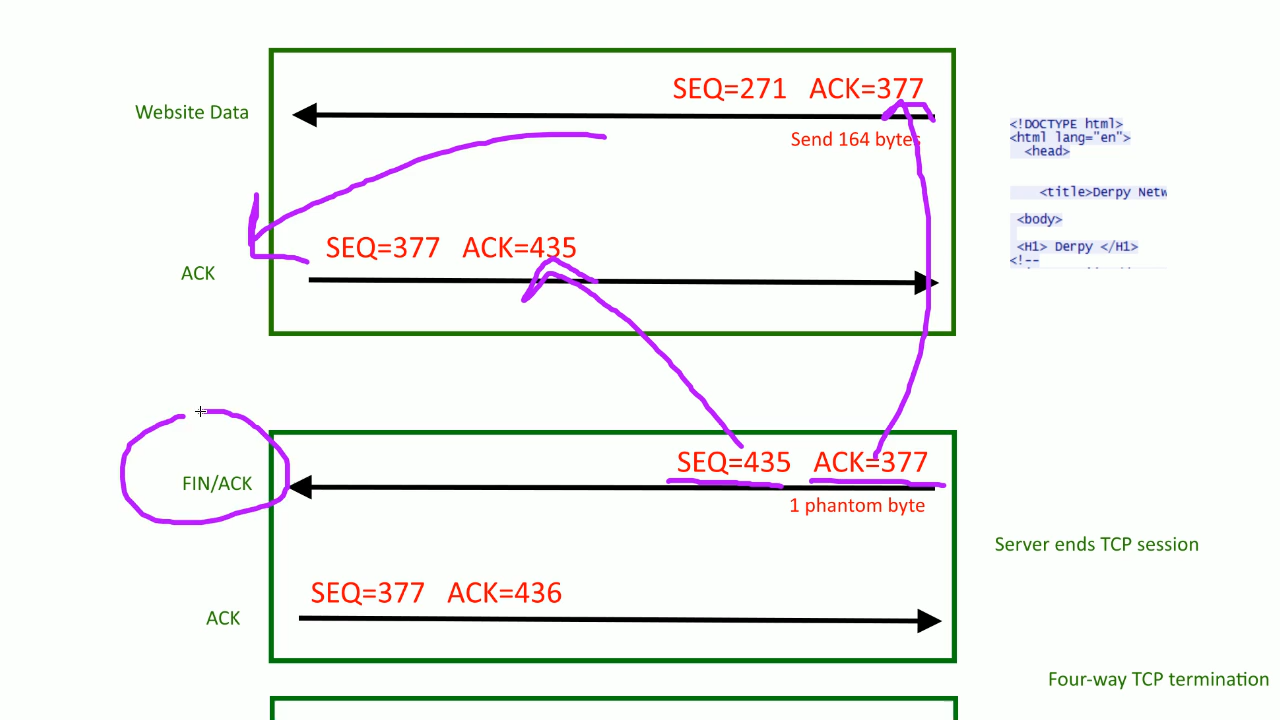 SEQ=271 ACK=377
Website Data
Send 164 bytes
<!DOCTYPE html>
<html lang="en">
<head>
<title>Derpy Netw
<body>
<H1> Derpy </H1>
<!--
SEQ=377 ACK=435
ACK
SEQ=435 ACK=377
FIN/ACK
1 phantom byte
Server ends TCP session
SEQ=377 ACK=436
ACK
Four-way TCP termination